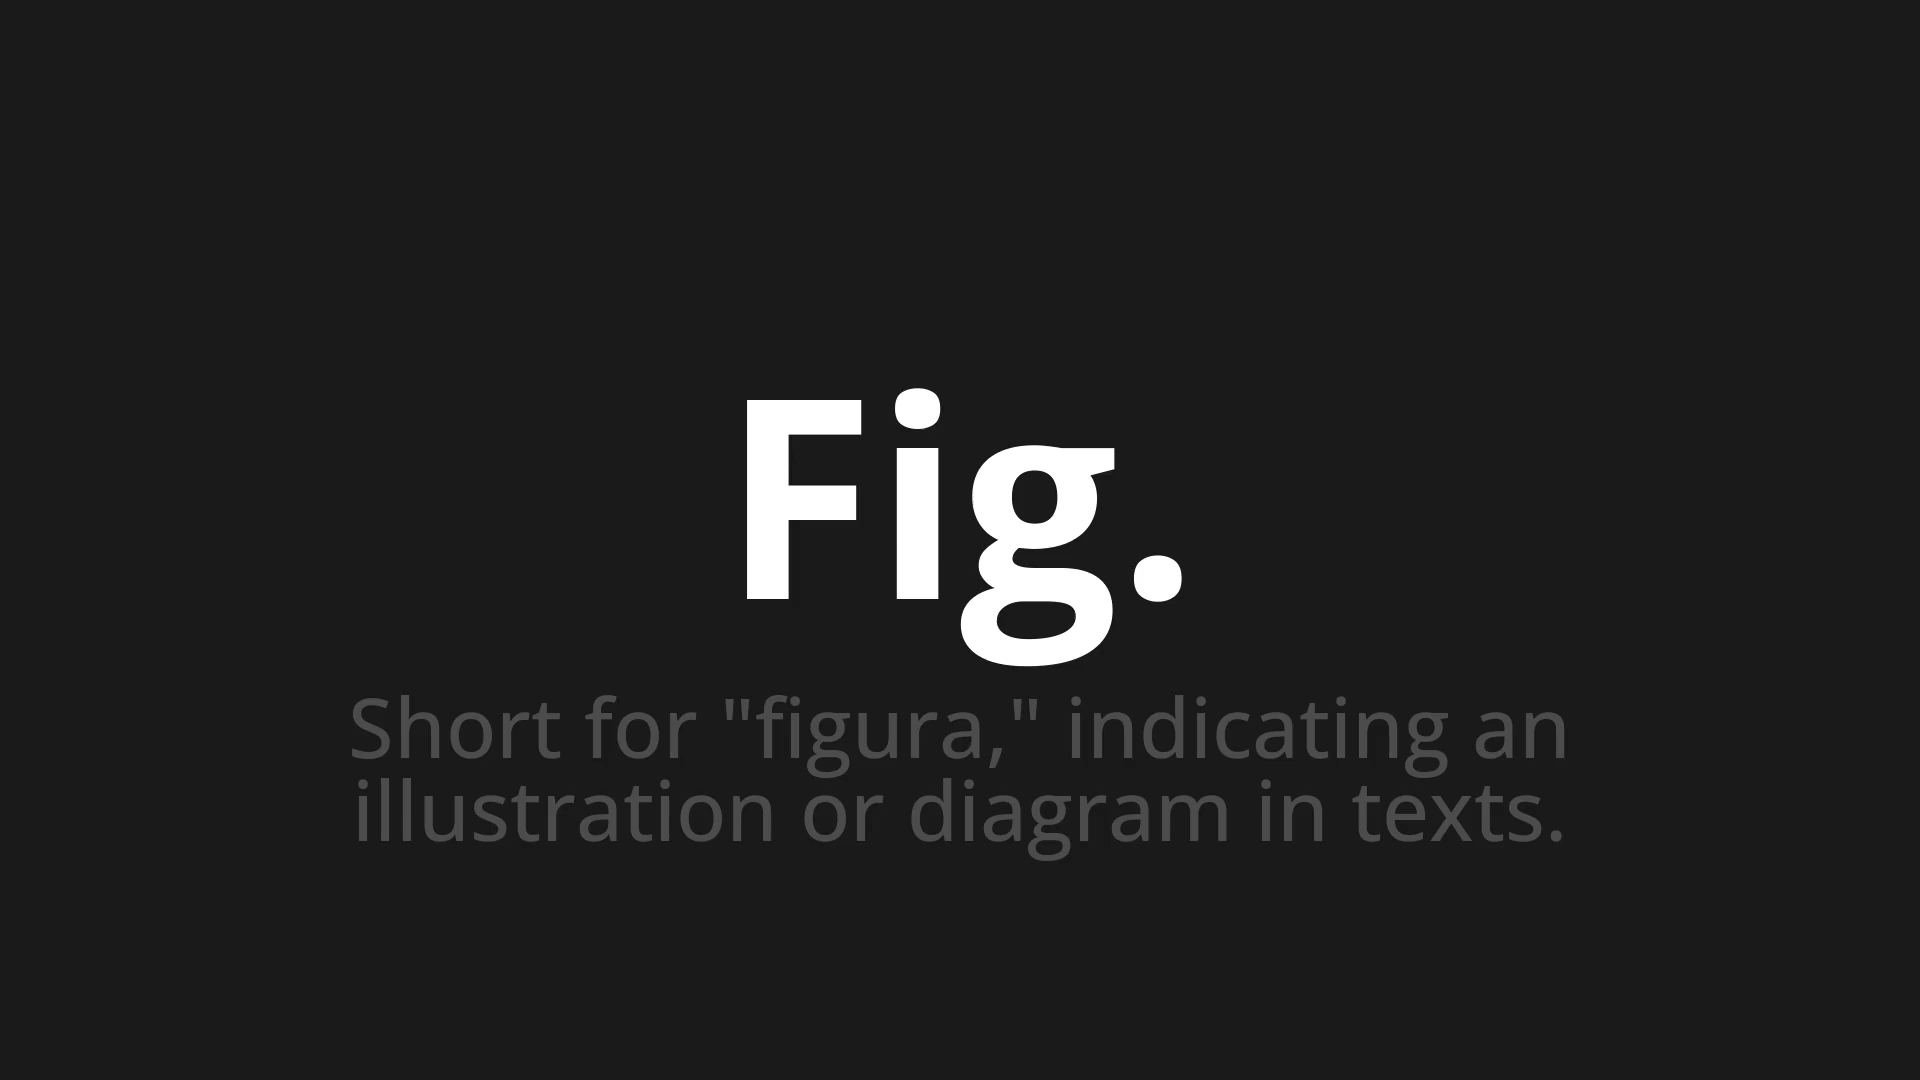 Fig.
Short for "figura," indicating an
illustration or diagram in texts.